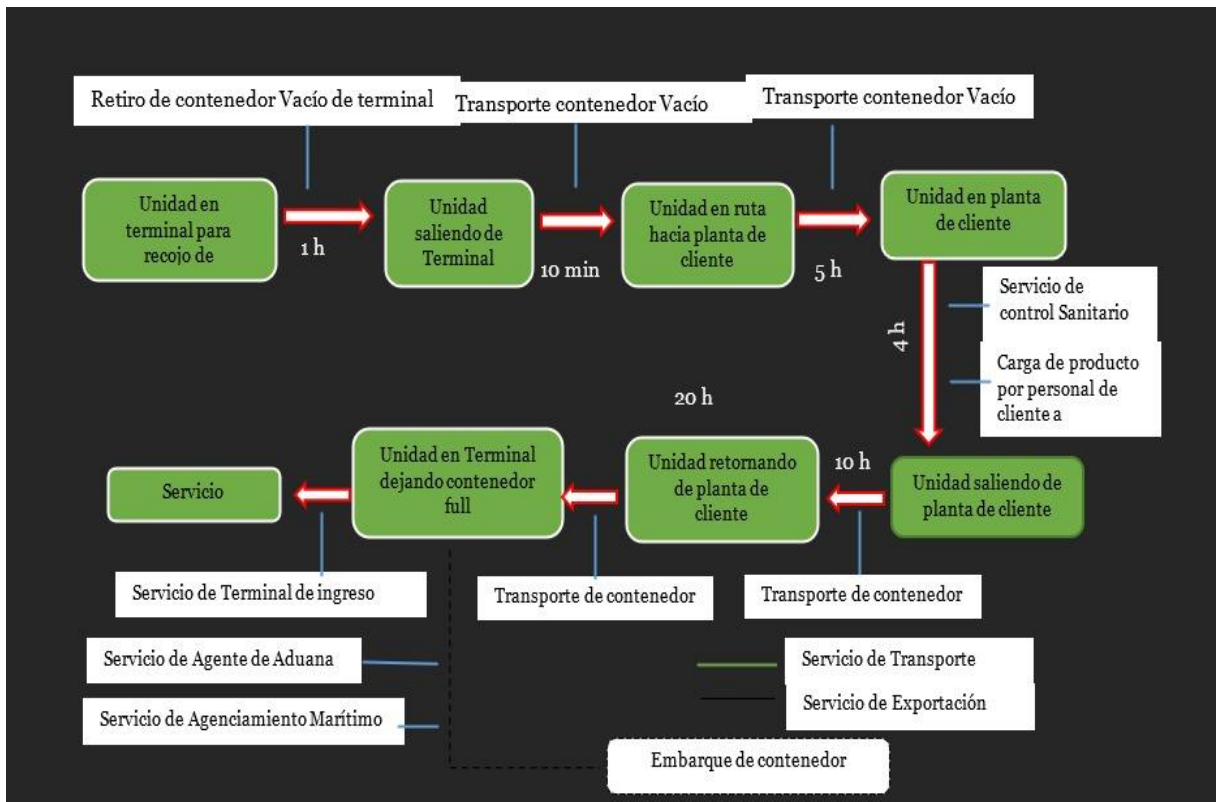 Retiro de contenedor Vacío de terminal
Transporte contenedor Vacío
Transporte contenedor Vacío
Unidad en
terminal para
recojo de
1 h
Unidad
saliendo de
Terminal
10 min
Unidad en ruta
hacia planta de
cliente
5 h
Unidad en planta
de cliente
4 h
Servicio de
control Sanitario
Carga de producto
por personal de
cliente a
20 h
Servicio
Unidad en Terminal
dejando contenedor
full
Unidad retornando
de planta de
cliente
10 h
Unidad saliendo de
planta de cliente
Servicio de Terminal de ingreso
Transporte de contenedor
Transporte de contenedor
Servicio de Agente de Aduana
Servicio de Transporte
Servicio de Agenciamiento Marítimo
Servicio de Exportación
Embarque de contenedor